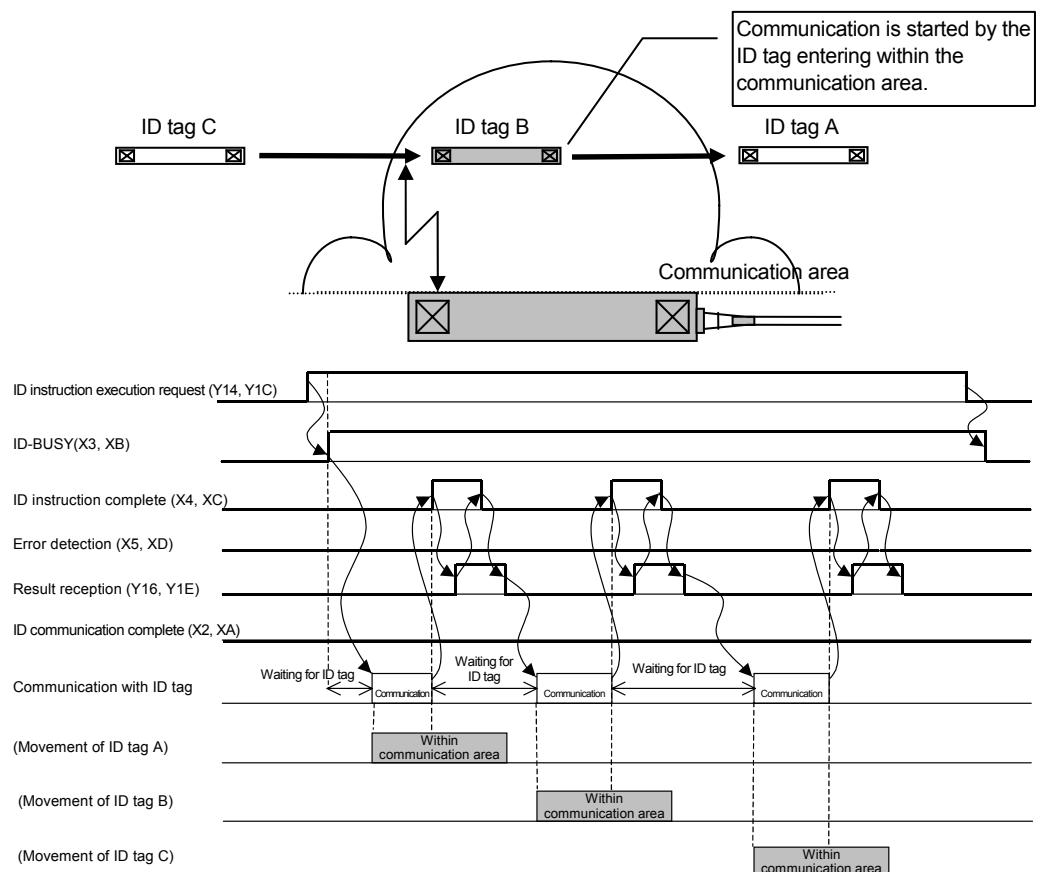 Communication is started by the
ID tag entering within the
communication area.
ID tag C
ID tag B
ID tag A
Communication area
ID instruction execution request (Y14, Y1C)
ID-BUSY(X3, XB)
ID instruction complete (X4, XC)
Error detection (X5, XD)
Result reception (Y16, Y1E)
ID communication complete (X2, XA)
Communication with ID tag
Waiting for ID tag
Communication
Waiting for
ID tag
Communication
Waiting for ID tag
Communication
(Movement of ID tag A)
Within
communication area
(Movement of ID tag B)
Within
communication area
(Movement of ID tag C)
Within
communication area